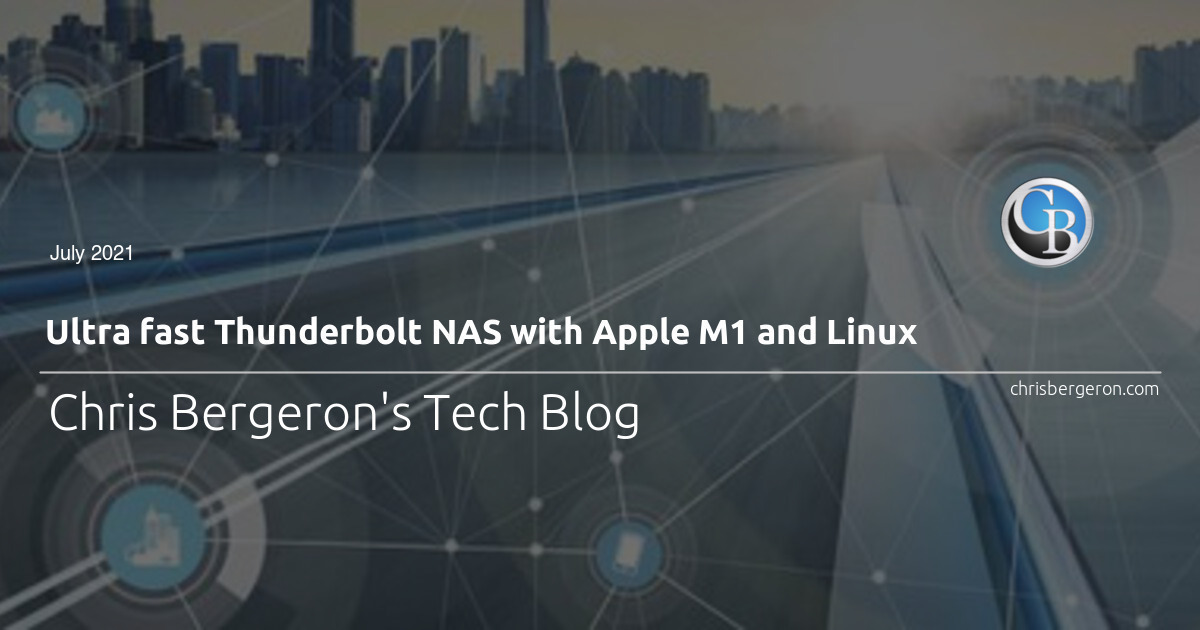 July 2021
CB
Ultra fast Thunderbolt NAS with Apple M1 and Linux
chrisbergeron.com
Chris Bergeron's Tech Blog